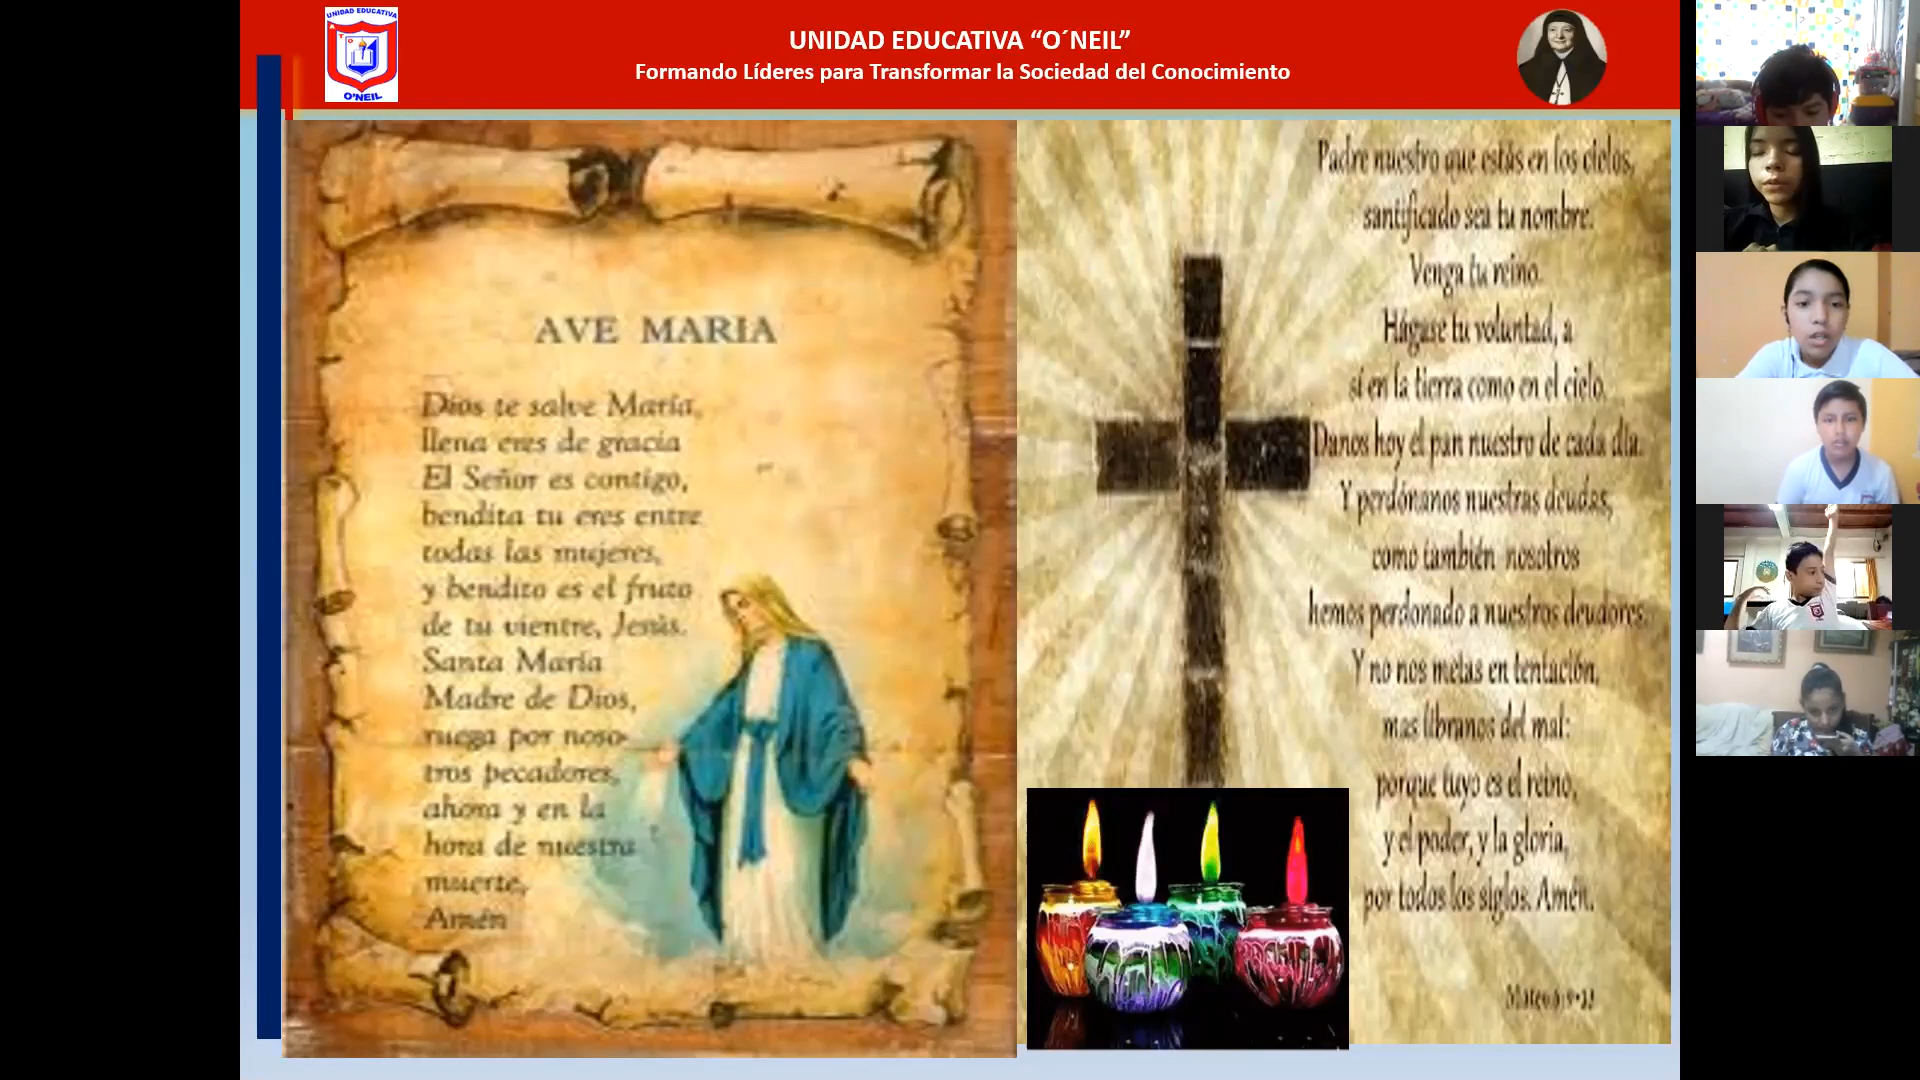 UNIDAD EDUCATIVA
O'NEIL
UNIDAD EDUCATIVA “O´NEIL”
Formando Líderes para Transformar la Sociedad del Conocimiento
AVE MARIA
Dios te salve María,
llena eres de gracia
El Señor es contigo,
bendita tu eres entre
todas las mujeres,
y bendito es el fruto
de tu vientre, Jesús.
Santa María
Madre de Dios,
ruega por noso-
tros pecadores,
ahora y en la
hora de nuestra
muerte,
Amén
Padre nuestro que estás en los cielos,
santificado sea tu nombre.
Venga tu reino.
Hágase tu voluntad, a
sí en la tierra como en el cielo.
Danos hoy el pan nuestro de cada día.
Y perdónanos nuestras deudas,
como también nosotros
hemos perdonado a nuestros deudores.
Y no nos metas en tentación,
mas líbranos del mal:
porque tuyo es el reino,
y el poder, y la gloria,
por todos los siglos. Amén.
Mateo 6:9-13